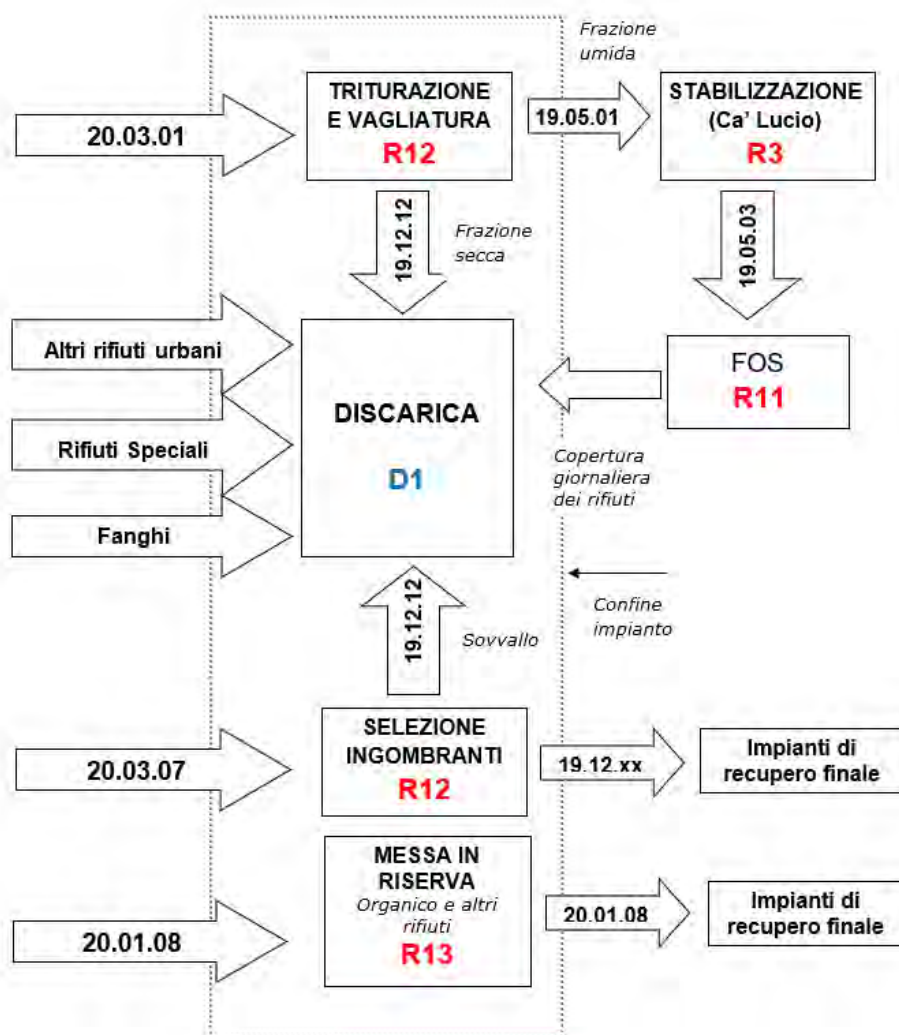 Frazione
umida
20.03.01
TRITURAZIONE
E VAGLIATURA
R12
19.05.01
STABILIZZAZIONE
(Ca' Lucio)
R3
19.12.12
Frazione
secca
19.05.03
Altri rifiuti urbani
Rifiuti Speciali
Fanghi
DISCARICA
D1
FOS
R11
Copertura
giornaliera
dei rifiuti
Confine
impianto
19.12.12
Sovvallo
20.03.07
SELEZIONE
INGOMBRANTI
R12
19.12.xx
Impianti di
recupero finale
20.01.08
MESSA IN
RISERVA
Organico e altri
rifiuti
R13
20.01.08
Impianti di
recupero finale